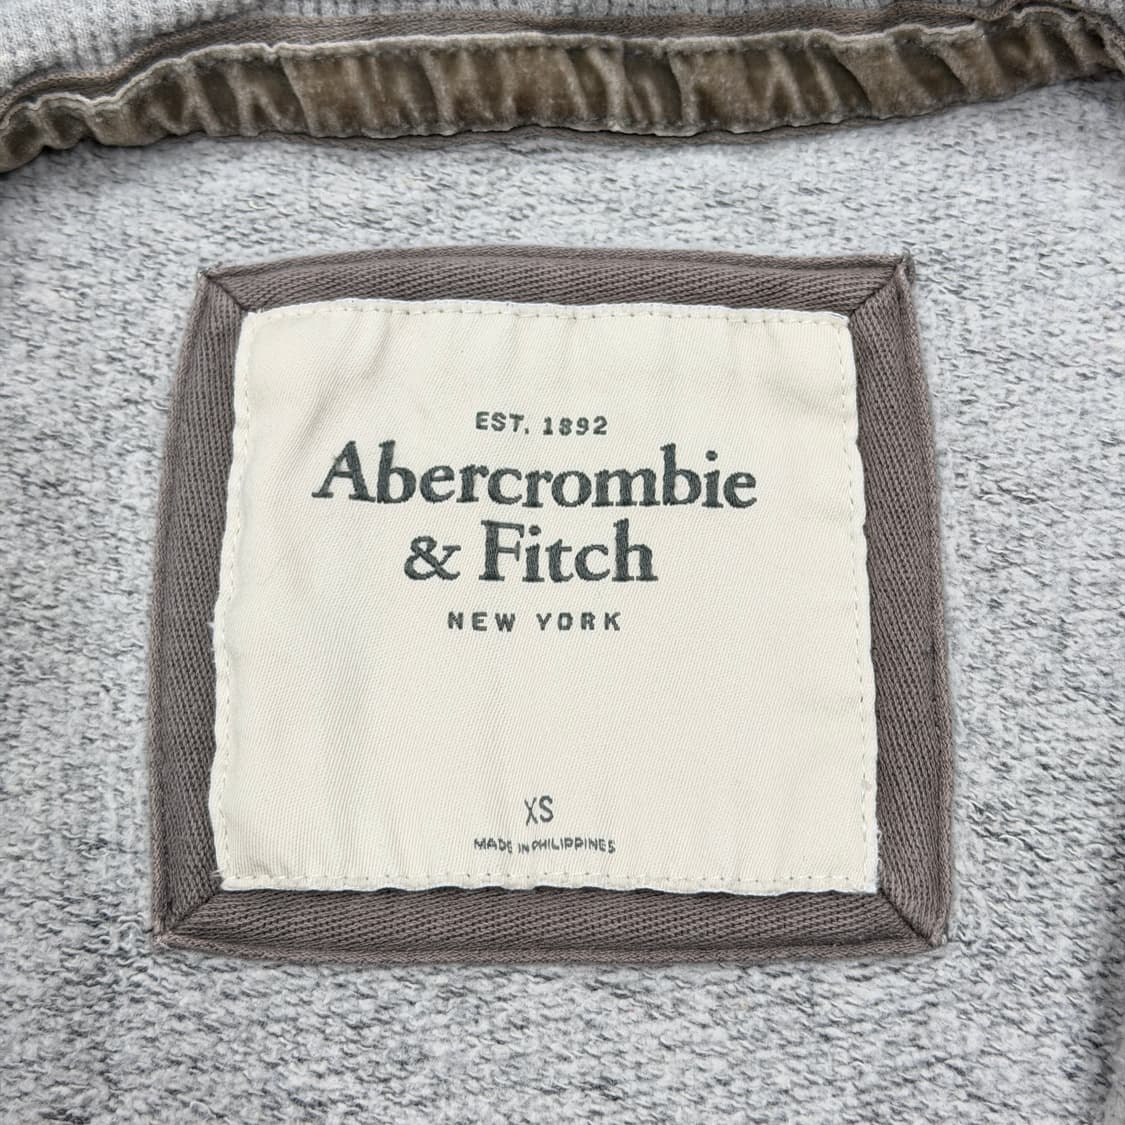 EST. 1892
Abercrombie
& Fitch
NEW YORK
XS
MADE IN PHILIPPINES